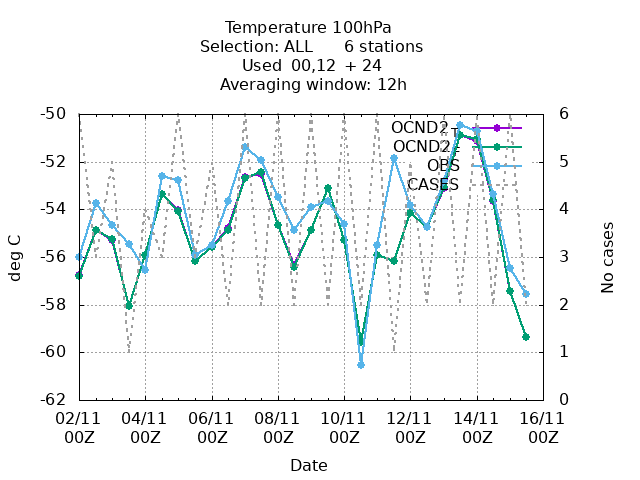 Temperature 100hPa
Selection: ALL 6 stations
Used 00,12 + 24
Averaging window: 12h
-50
-52
-54
-56
-58
-60
-62
deg C
6
5
4
3
2
1
0
No cases
OBS
CASES
02/11 00Z
04/11 00Z
06/11 00Z
08/11 00Z
10/11 00Z
12/11 00Z
14/11 00Z
16/11 00Z
Date